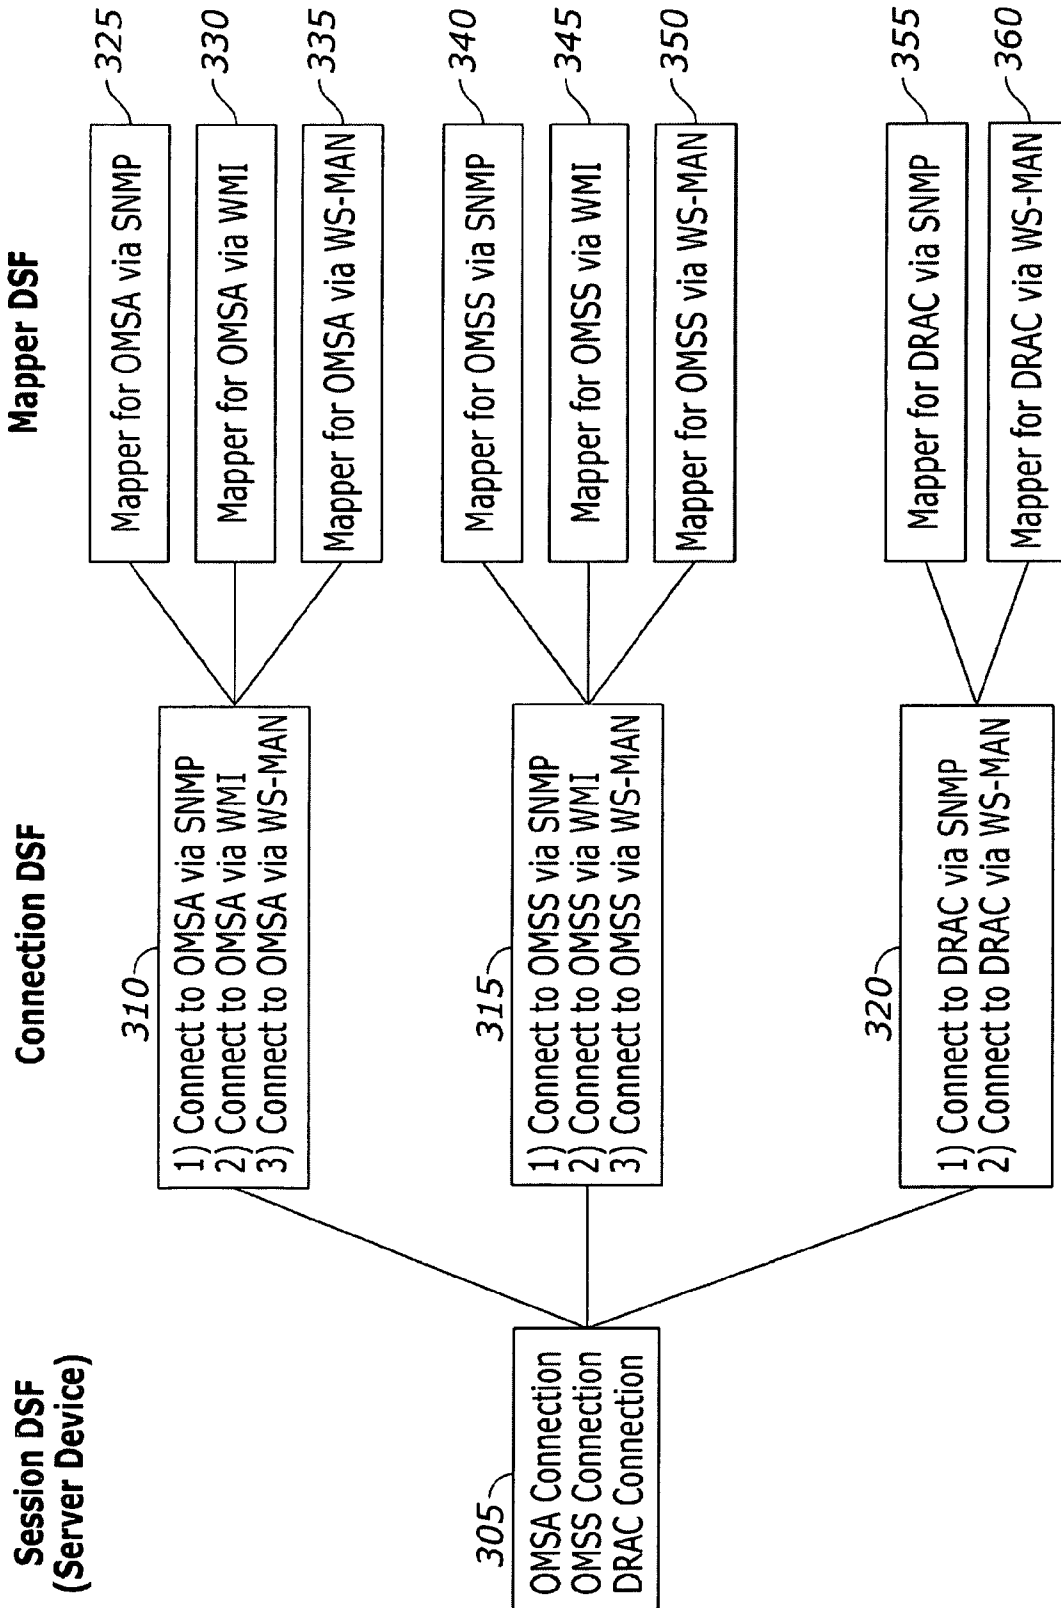 Session DSF
(Server Device)
Connection DSF
Mapper DSF
305
OMSA Connection
OMSS Connection
DRAC Connection
310
1) Connect to OMSA via SNMP
2) Connect to OMSA via WMI
3) Connect to OMSA via WS-MAN
315
1) Connect to OMSS via SNMP
2) Connect to OMSS via WMI
3) Connect to OMSS via WS-MAN
320
1) Connect to DRAC via SNMP
2) Connect to DRAC via WS-MAN
Mapper for OMSA via SNMP
325
Mapper for OMSA via WMI
330
Mapper for OMSA via WS-MAN
335
Mapper for OMSS via SNMP
340
Mapper for OMSS via WMI
345
Mapper for OMSS via WS-MAN
350
Mapper for DRAC via SNMP
355
Mapper for DRAC via WS-MAN
360